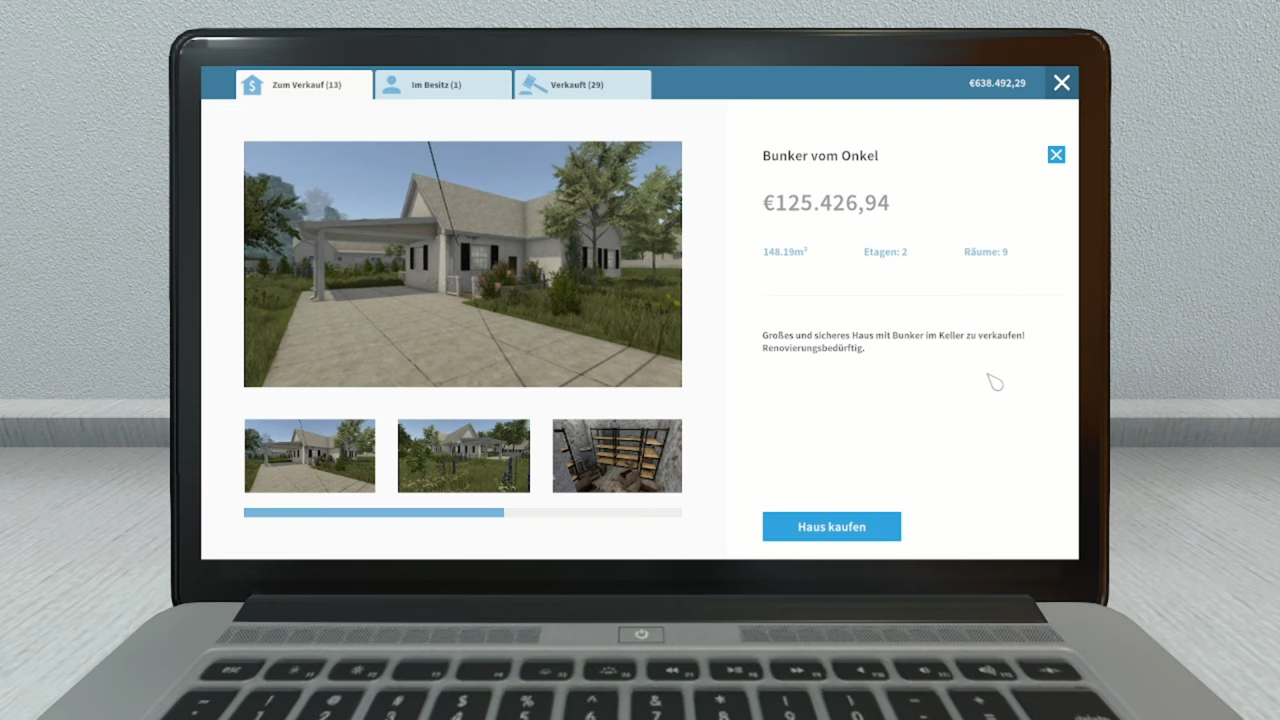 Zum Verkauf (13)
Im Besitz (1)
Verkauft (29)
€638.492,29
Bunker vom Onkel
€125.426,94
148.19m²
Etagen: 2
Räume: 9
Großes und sicheres Haus mit Bunker im Keller zu verkaufen!
Renovierungsbedürftig.
Haus kaufen
esc